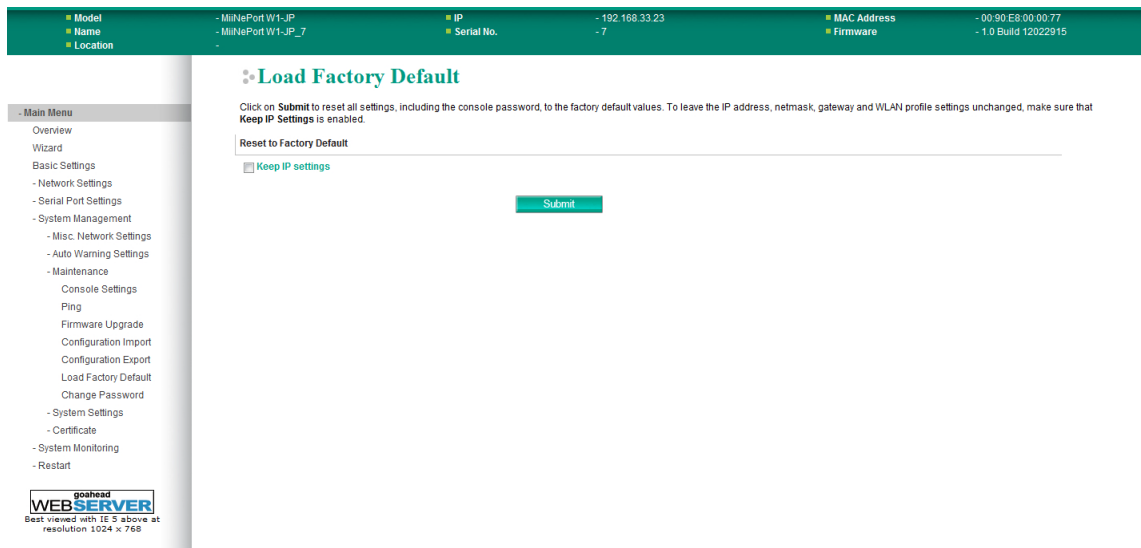 Model - MiiNePort W1-JP IP - 192.168.33.23 MAC Address - 00:90:E8:00:00:77
Name - MiiNePort W1-JP_7 Serial No. - 7 Firmware - 1.0 Build 12022915
Location -
Load Factory Default
Click on Submit to reset all settings, including the console password, to the factory default values. To leave the IP address, netmask, gateway and WLAN profile settings unchanged, make sure that
Keep IP Settings is enabled.
Reset to Factory Default
Keep IP settings
Submit
- Main Menu
Overview
Wizard
Basic Settings
- Network Settings
- Serial Port Settings
- System Management
- Misc. Network Settings
- Auto Warning Settings
- Maintenance
Console Settings
Ping
Firmware Upgrade
Configuration Import
Configuration Export
Load Factory Default
Change Password
- System Settings
- Certificate
- System Monitoring
- Restart
goahead
WEBSERVER
Best viewed with IE 5 above at
resolution 1024 x 768